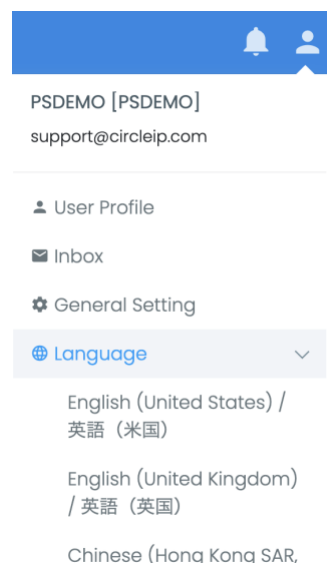 PSDEMO [PSDEMO]
support@circleip.com
User Profile
Inbox
General Setting
Language
English (United States) /
英語（米国）
English (United Kingdom)
/ 英語（英国）
Chinese (Hong Kong SAR,